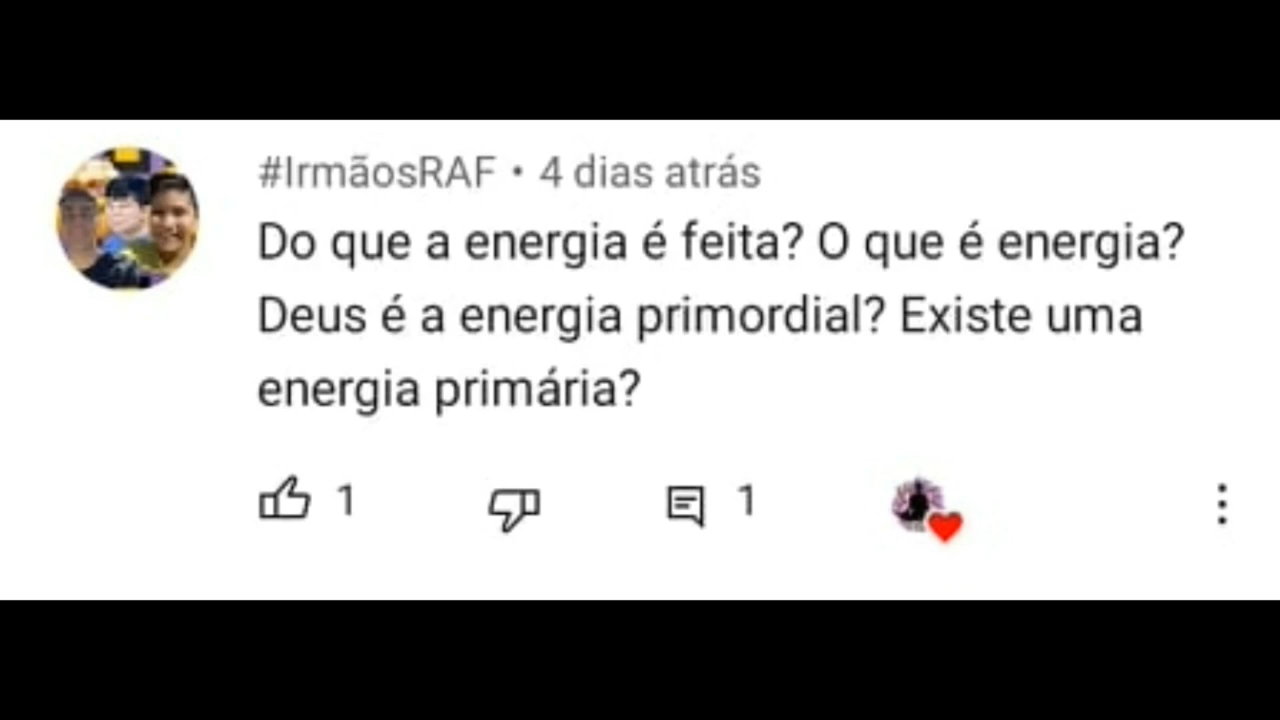 #IrmãosRAF • 4 dias atrás
Do que a energia é feita? O que é energia?
Deus é a energia primordial? Existe uma
energia primária?
1 1